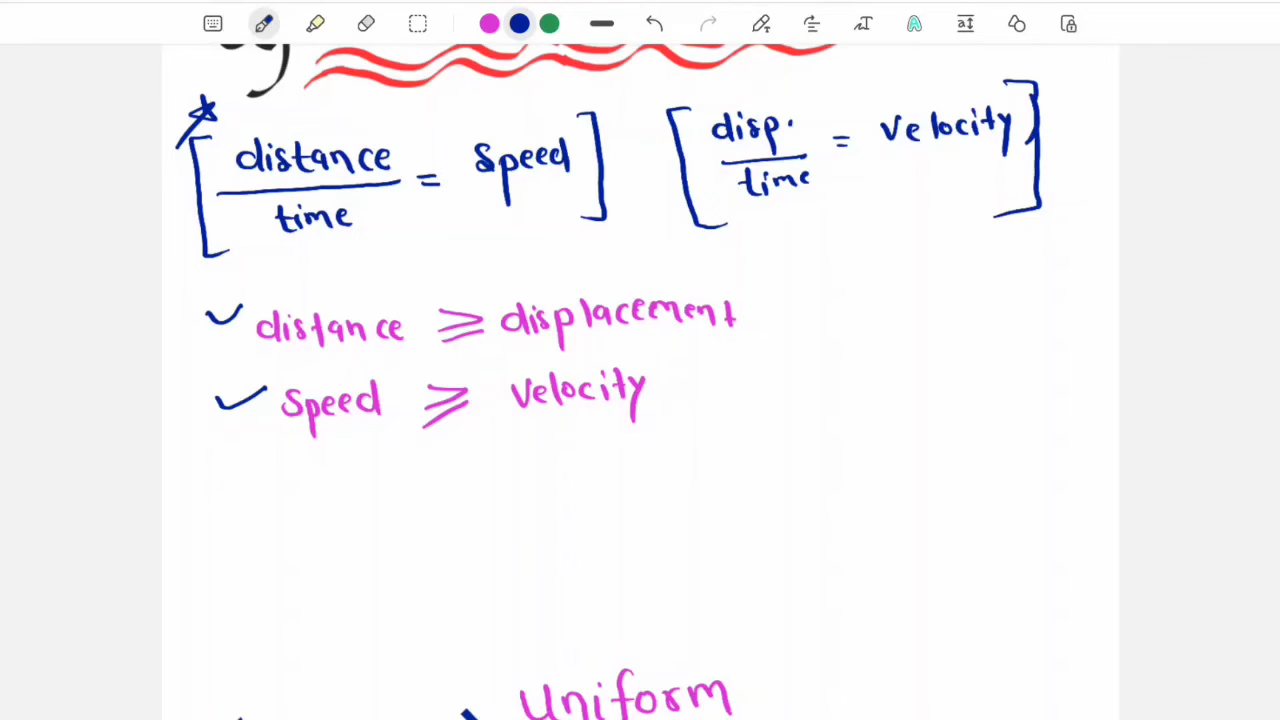 [distance/time = speed] [disp./time = velocity]
✓ distance ≥ displacement
✓ speed ≥ velocity
Uniform